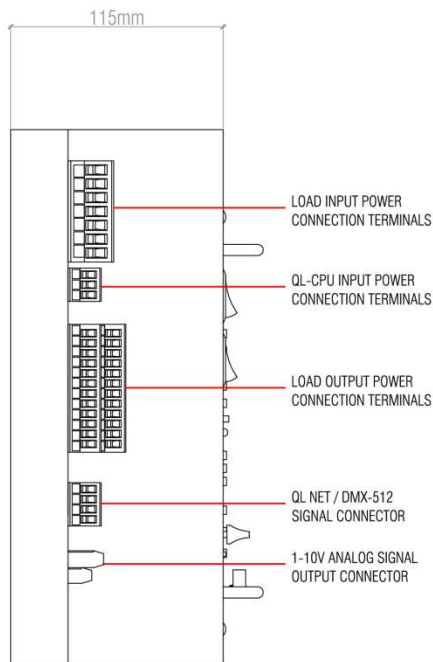 115mm
LOAD INPUT POWER
CONNECTION TERMINALS
QL-CPU INPUT POWER
CONNECTION TERMINALS
LOAD OUTPUT POWER
CONNECTION TERMINALS
QL NET / DMX-512
SIGNAL CONNECTOR
1-10V ANALOG SIGNAL
OUTPUT CONNECTOR